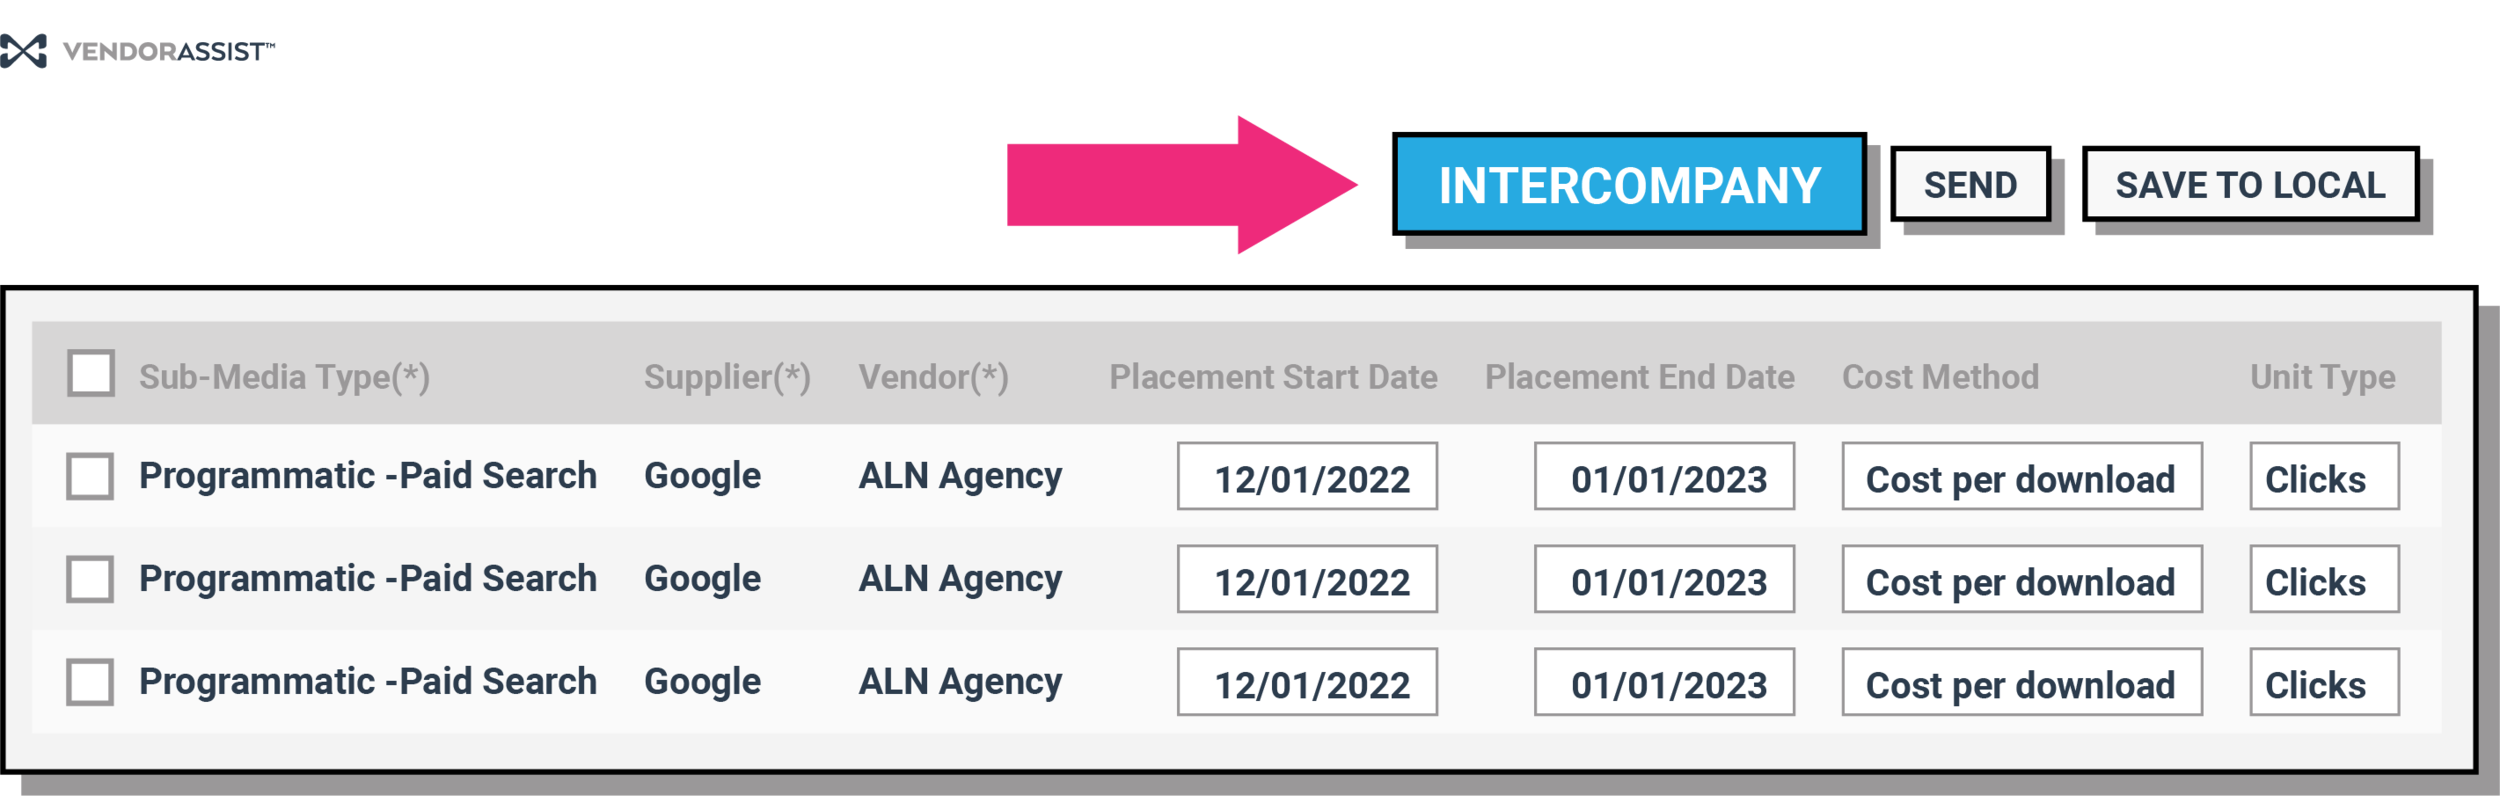 VENDORASSIST™
INTERCOMPANY SEND SAVE TO LOCAL
Sub-Media Type(*) Supplier(*) Vendor(*) Placement Start Date Placement End Date Cost Method Unit Type
Programmatic -Paid Search Google ALN Agency 12/01/2022 01/01/2023 Cost per download Clicks
Programmatic -Paid Search Google ALN Agency 12/01/2022 01/01/2023 Cost per download Clicks
Programmatic -Paid Search Google ALN Agency 12/01/2022 01/01/2023 Cost per download Clicks